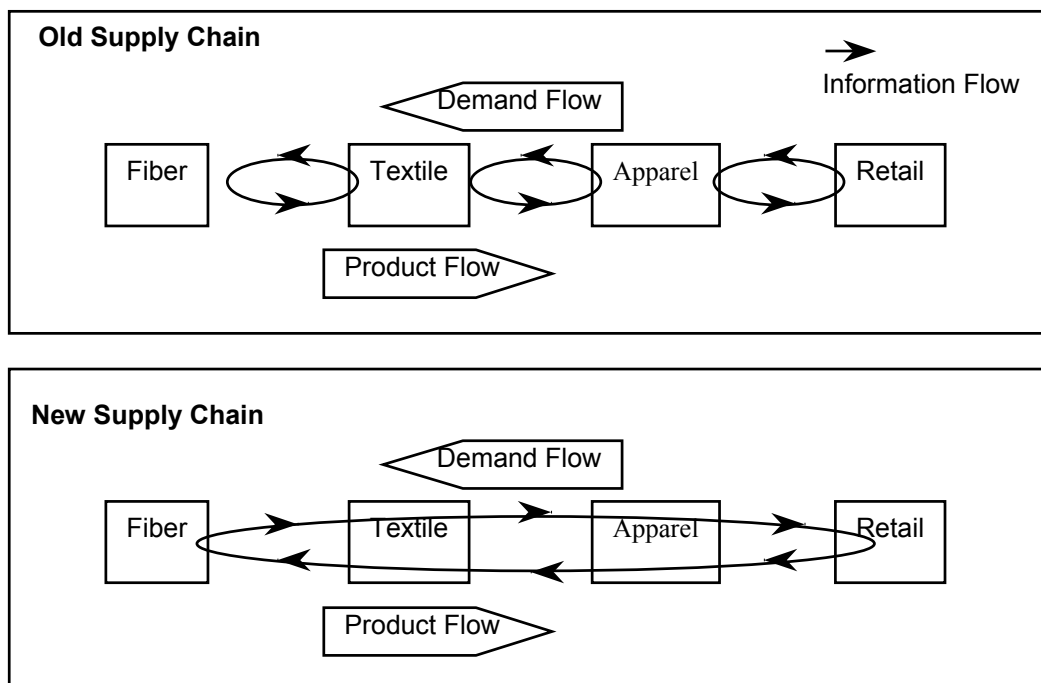 Old Supply Chain
Information Flow
Demand Flow
Fiber
Textile
Apparel
Retail
Product Flow
New Supply Chain
Demand Flow
Fiber
Textile
Apparel
Retail
Product Flow